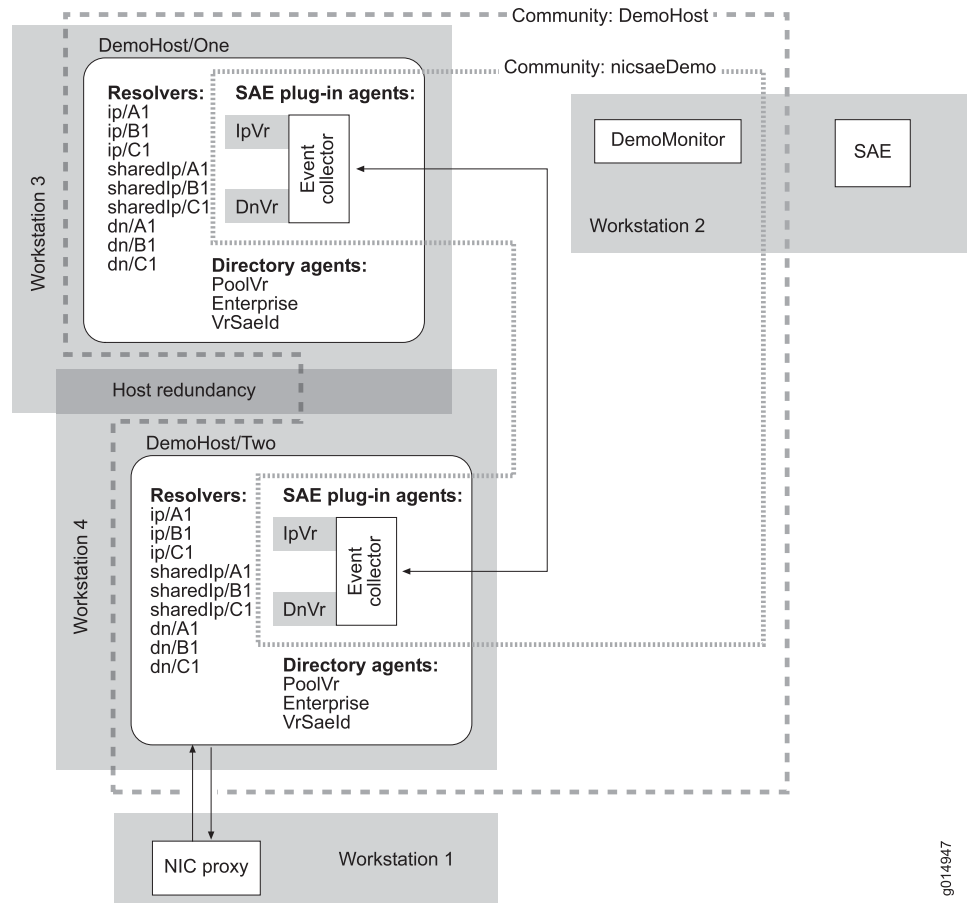 Community: DemoHost
DemoHost/One
Community: nicsaeDemo
Resolvers:
ip/A1
ip/B1
ip/C1
sharedIp/A1
sharedIp/B1
sharedIp/C1
dn/A1
dn/B1
dn/C1
SAE plug-in agents:
IpVr
DnVr
Event
collector
Directory agents:
PoolVr
Enterprise
VrSaeId
Workstation 3
DemoMonitor
SAE
Workstation 2
Host redundancy
DemoHost/Two
Resolvers:
ip/A1
ip/B1
ip/C1
sharedIp/A1
sharedIp/B1
sharedIp/C1
dn/A1
dn/B1
dn/C1
SAE plug-in agents:
IpVr
DnVr
Event
collector
Directory agents:
PoolVr
Enterprise
VrSaeId
Workstation 4
NIC proxy
Workstation 1
g014947